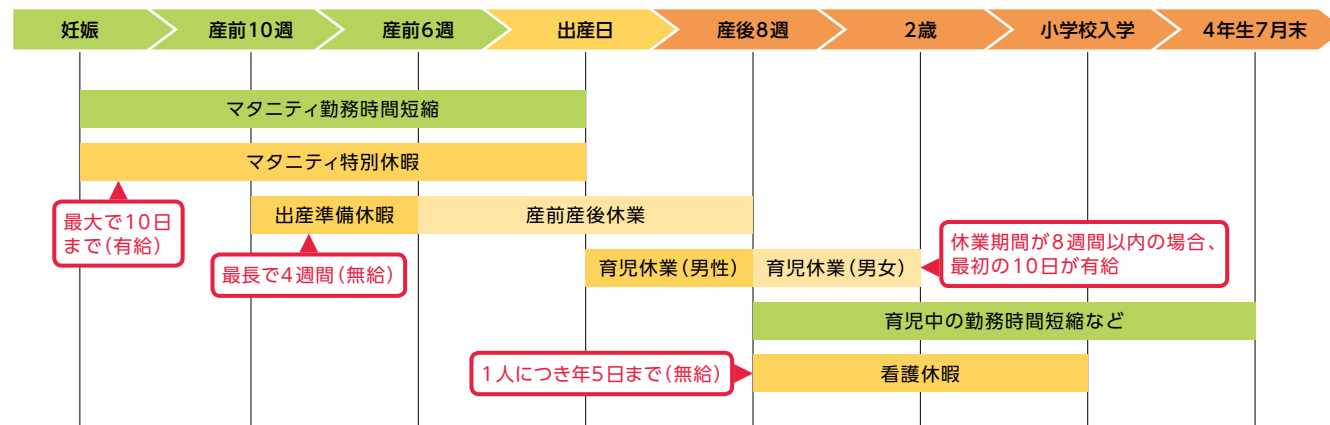 妊娠
産前10週
産前6週
出産日
産後8週
2歳
小学校入学
4年生7月末
マタニティ勤務時間短縮
マタニティ特別休暇
最大で10日
まで(有給)
出産準備休暇
産前産後休業
最長で4週間(無給)
育児休業(男性)
育児休業(男女)
休業期間が8週間以内の場合、
最初の10日が有給
育児中の勤務時間短縮など
1人につき年5日まで(無給)
看護休暇